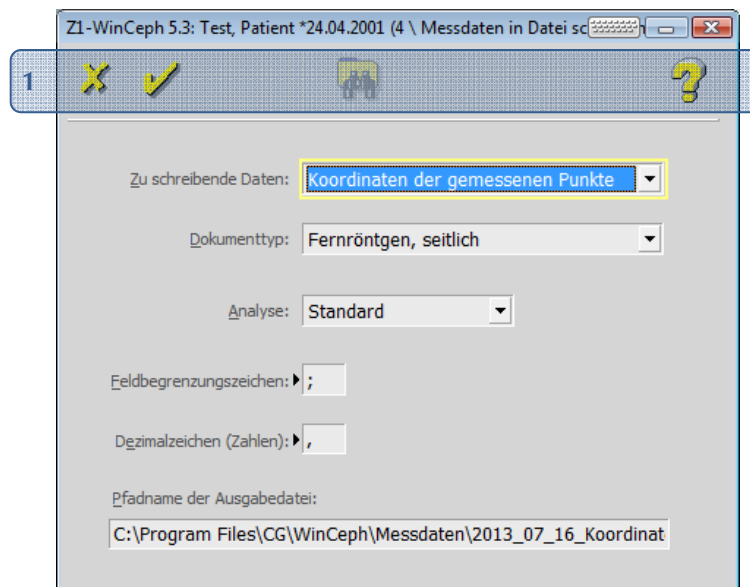 Z1-WinCeph 5.3: Test, Patient *24.04.2001 (4 \ Messdaten in Datei
1
Zu schreibende Daten: Koordinaten der gemessenen Punkte
Dokumenttyp: Fernröntgen, seitlich
Analyse: Standard
Feldbegrenzungszeichen: ;
Dezimalzeichen (Zahlen): ,
Pfadname der Ausgabedatei:
C:\Program Files\CG\WinCeph\Messdaten\2013_07_16_Koordinat